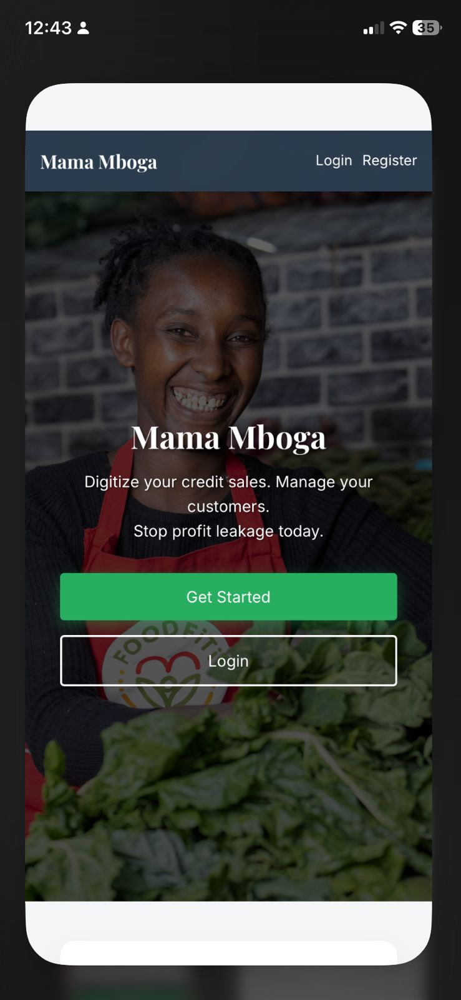 12:43
35
Mama Mboga
Login Register
Mama Mboga
Digitize your credit sales. Manage your
customers.
Stop profit leakage today.
Get Started
Login